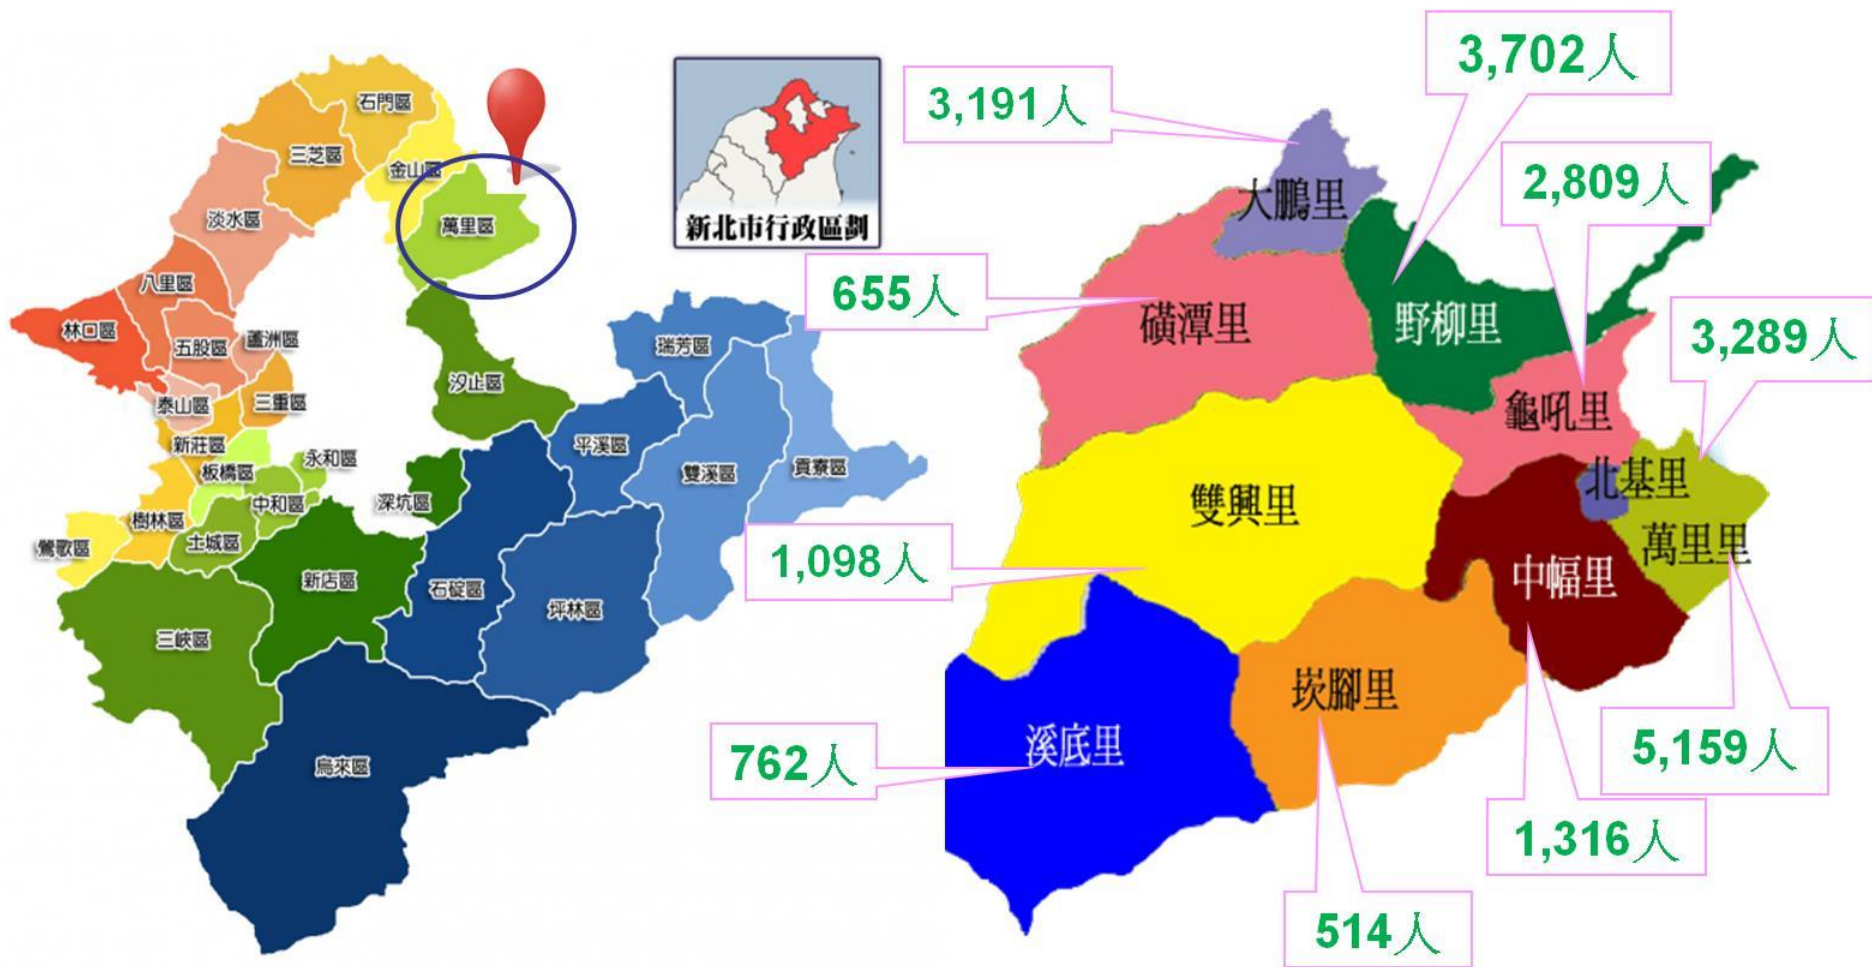 石門區
三芝區
金山區
淡水區
萬里區
八里區
林口區
五股區
蘆洲區
汐止區
瑞芳區
泰山區
三重區
新莊區
板橋區
永和區
平溪區
雙溪區
貢寮區
中和區
深坑區
樹林區
土城區
鶯歌區
新店區
石碇區
坪林區
三峽區
烏來區
新北市行政區劃
3,191人
3,702人
2,809人
大鵬里
655人
磺潭里
野柳里
3,289人
龜吼里
北基里
雙興里
萬里里
1,098人
中幅里
崁腳里
溪底里
762人
5,159人
1,316人
514人